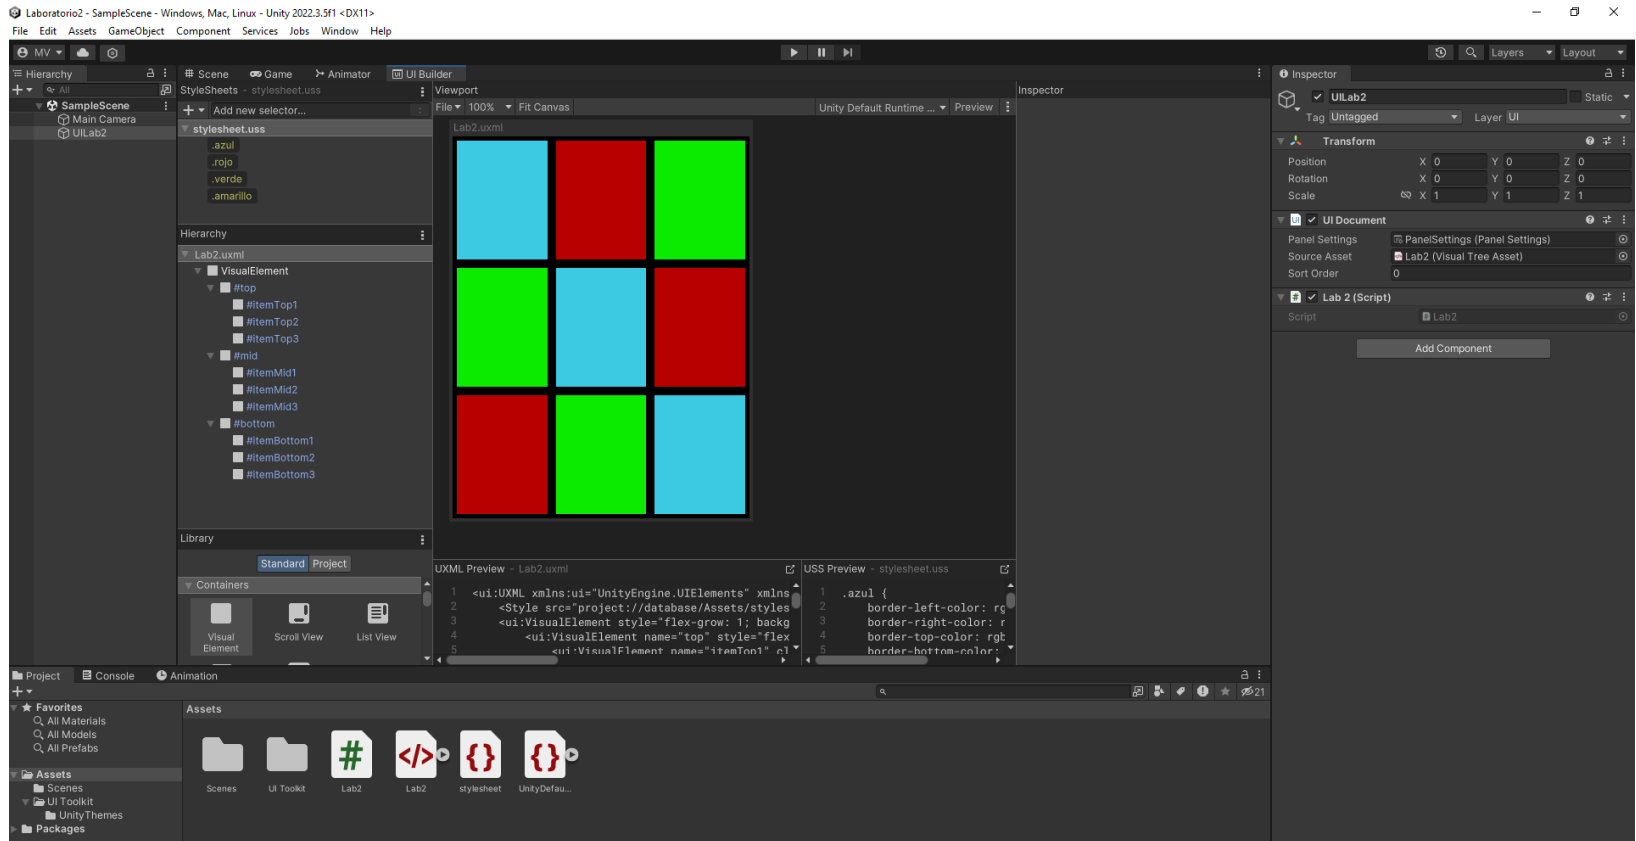 Laboratorio2 - SampleScene - Windows, Mac, Linux - Unity 2022.3.5f1 <DX11>
File Edit Assets GameObject Component Services Jobs Window Help
MV
Layers Layout
Hierarchy
All
SampleScene
Main Camera
UILab2
Scene Game Animator UI Builder
StyleSheets - stylesheet.uss
Add new selector...
stylesheet.uss
.azul
.rojo
.verde
.amarillo
Hierarchy
Lab2.uxml
VisualElement
#top
#itemTop1
#itemTop2
#itemTop3
#mid
#itemMid1
#itemMid2
#itemMid3
#bottom
#itemBottom1
#itemBottom2
#itemBottom3
Library
Standard Project
Containers
Visual Element
Scroll View
List View
Viewport
File 100% Fit Canvas Unity Default Runtime ... Preview
Lab2.uxml
UXML Preview - Lab2.uxml
1 <ui:UXML xmlns:ui="UnityEngine.UIElements" xmlns
2 <Style src="project://database/Assets/styles
3 <ui:VisualElement style="flex-grow: 1; backg
4 <ui:VisualElement name="top" style="flex
5 <ui:VisualElement name="itemTop1" cl
USS Preview - stylesheet.uss
1 .azul {
2 border-left-color: rg
3 border-right-color: r
4 border-top-color: rgb
5 border-bottom-color:
Inspector
Inspector
UILab2 Static
Tag Untagged Layer UI
Transform
Position X 0 Y 0 Z 0
Rotation X 0 Y 0 Z 0
Scale X 1 Y 1 Z 1
UI Document
Panel Settings PanelSettings (Panel Settings)
Source Asset Lab2 (Visual Tree Asset)
Sort Order 0
Lab 2 (Script)
Script Lab2
Add Component
Project Console Animation
21
Favorites
All Materials
All Models
All Prefabs
Assets
Scenes
UI Toolkit
UnityThemes
Packages
Assets
Scenes
UI Toolkit
Lab2
Lab2
stylesheet
UnityDefau...